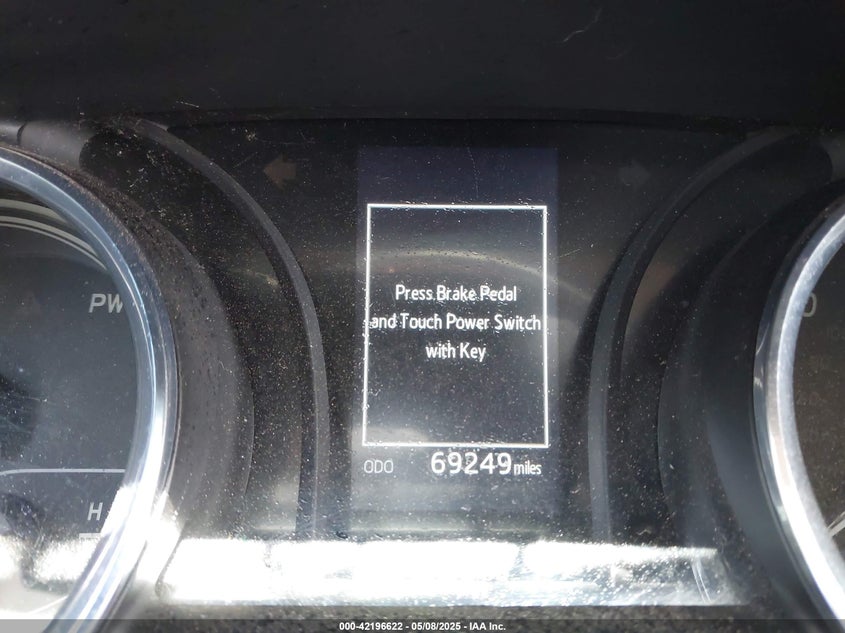 PW
Press Brake Pedal
and Touch Power Switch
with Key
ODO 69249 miles
H
000-42196622 - 05/08/2025 - IAA Inc.